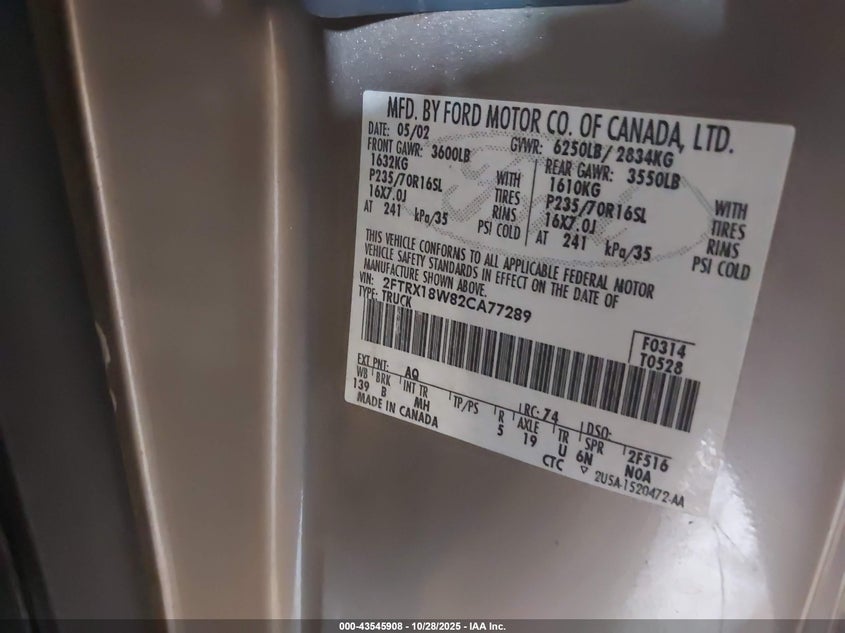 MFD. BY FORD MOTOR CO. OF CANADA, LTD.
DATE: 05/02 GVWR: 6250LB/ 2834KG
FRONT GAWR: 3600LB REAR GAWR: 3550LB
1632KG WITH 1610KG WITH
P235/70R16SL TIRES P235/70R16SL TIRES
16X7.0J RIMS 16X7.0J RIMS
AT 241 kPa/35 PSI COLD AT 241 kPa/35 PSI COLD
THIS VEHICLE CONFORMS TO ALL APPLICABLE FEDERAL MOTOR
VEHICLE SAFETY STANDARDS IN EFFECT ON THE DATE OF
MANUFACTURE SHOWN ABOVE.
VIN: 2FTRX18W82CA77289
TYPE: TRUCK
F0314
T0528
EXT PNT: AQ RC: 74 DSO:
WB BRK INT TR TP/PS R AXLE TR SPR 2F516
139 B MH 5 19 U 6N NOA
MADE IN CANADA CTC ▽ 2U5A-1520472-AA
000-43545908 - 10/28/2025 - IAA Inc.